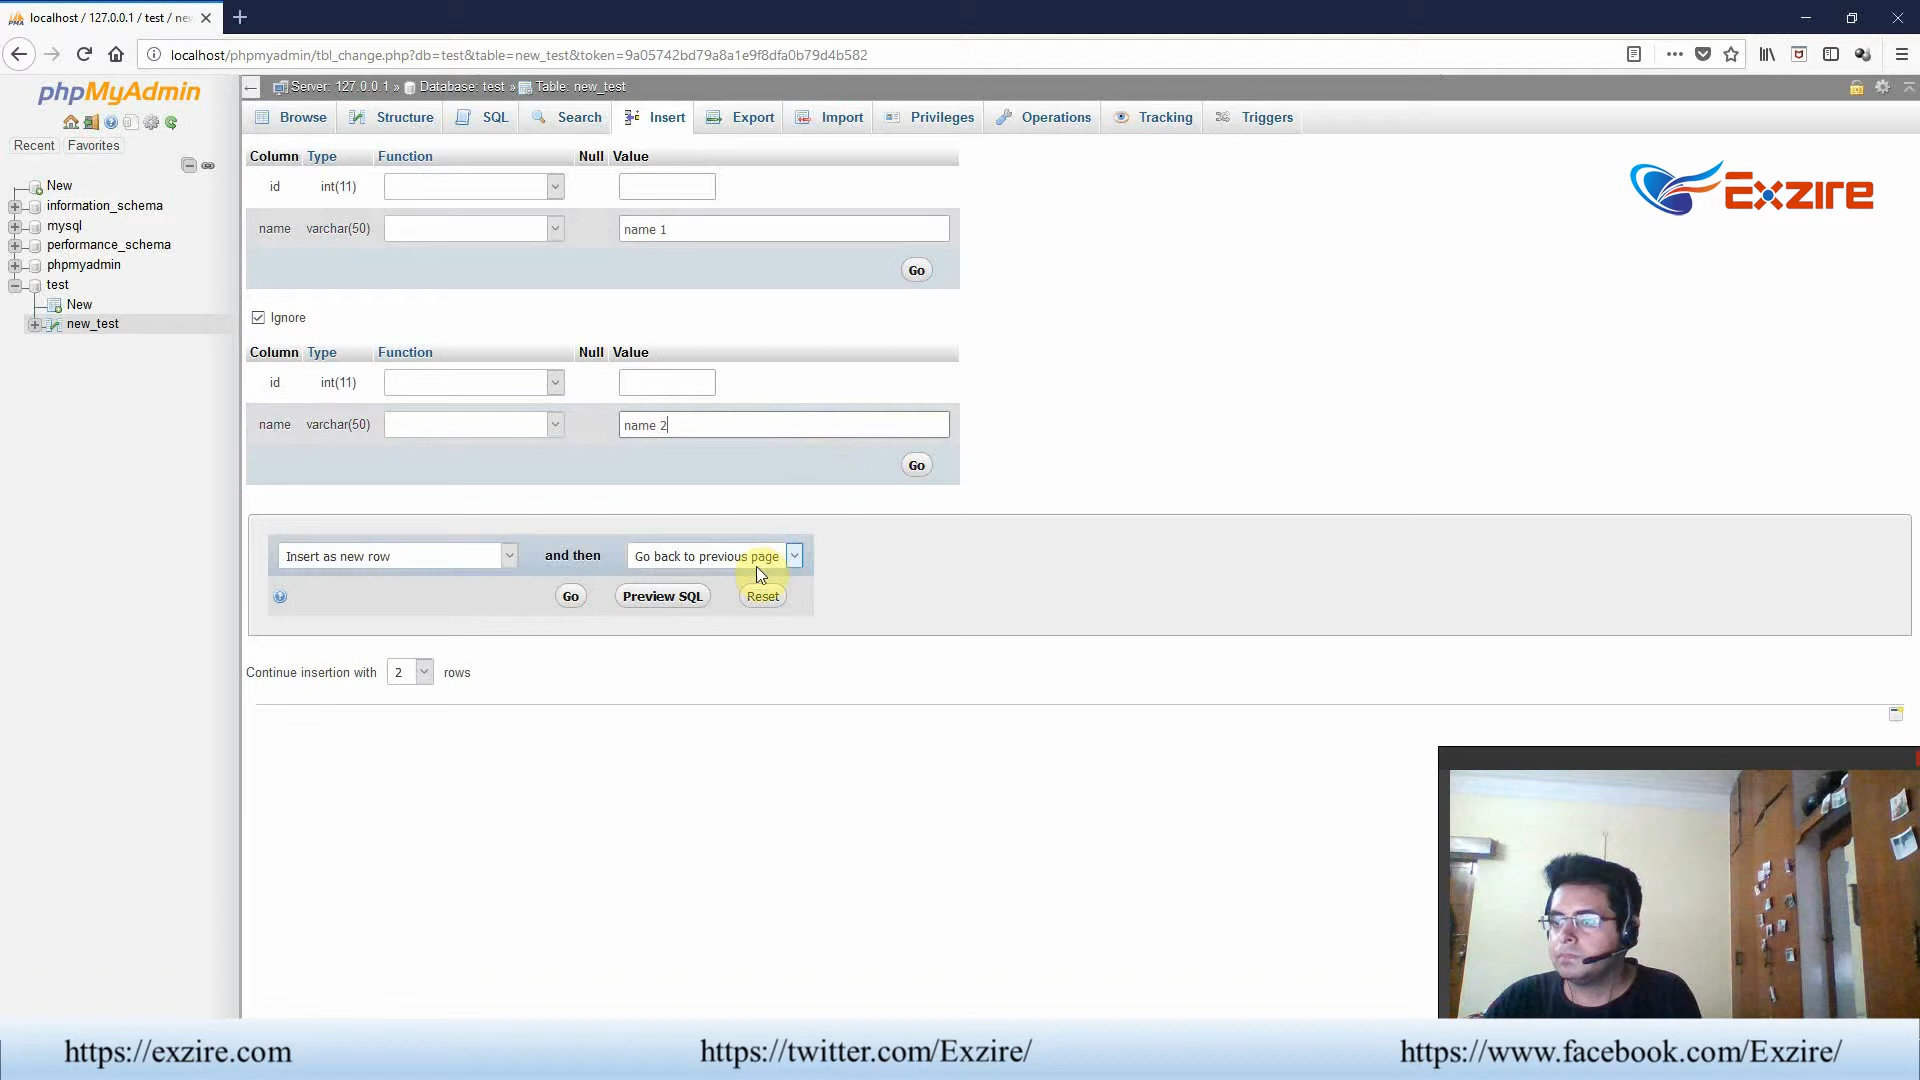 localhost / 127.0.0.1 / test / new
localhost/phpmyadmin/tbl_change.php?db=test&table=new_test&token=9a05742bd79a8a1e9f8dfa0b79d4b582
phpMyAdmin
Server: 127.0.0.1 » Database: test » Table: new_test
Browse Structure SQL Search Insert Export Import Privileges Operations Tracking Triggers
Recent Favorites
New
information_schema
mysql
performance_schema
phpmyadmin
test
New
new_test
Column Type Function Null Value
id int(11)
name varchar(50) name 1
Go
Ignore
Column Type Function Null Value
id int(11)
name varchar(50) name 2
Go
Insert as new row and then Go back to previous page
Go Preview SQL Reset
Continue insertion with 2 rows
Exzire
https://exzire.com https://twitter.com/Exzire/ https://www.facebook.com/Exzire/